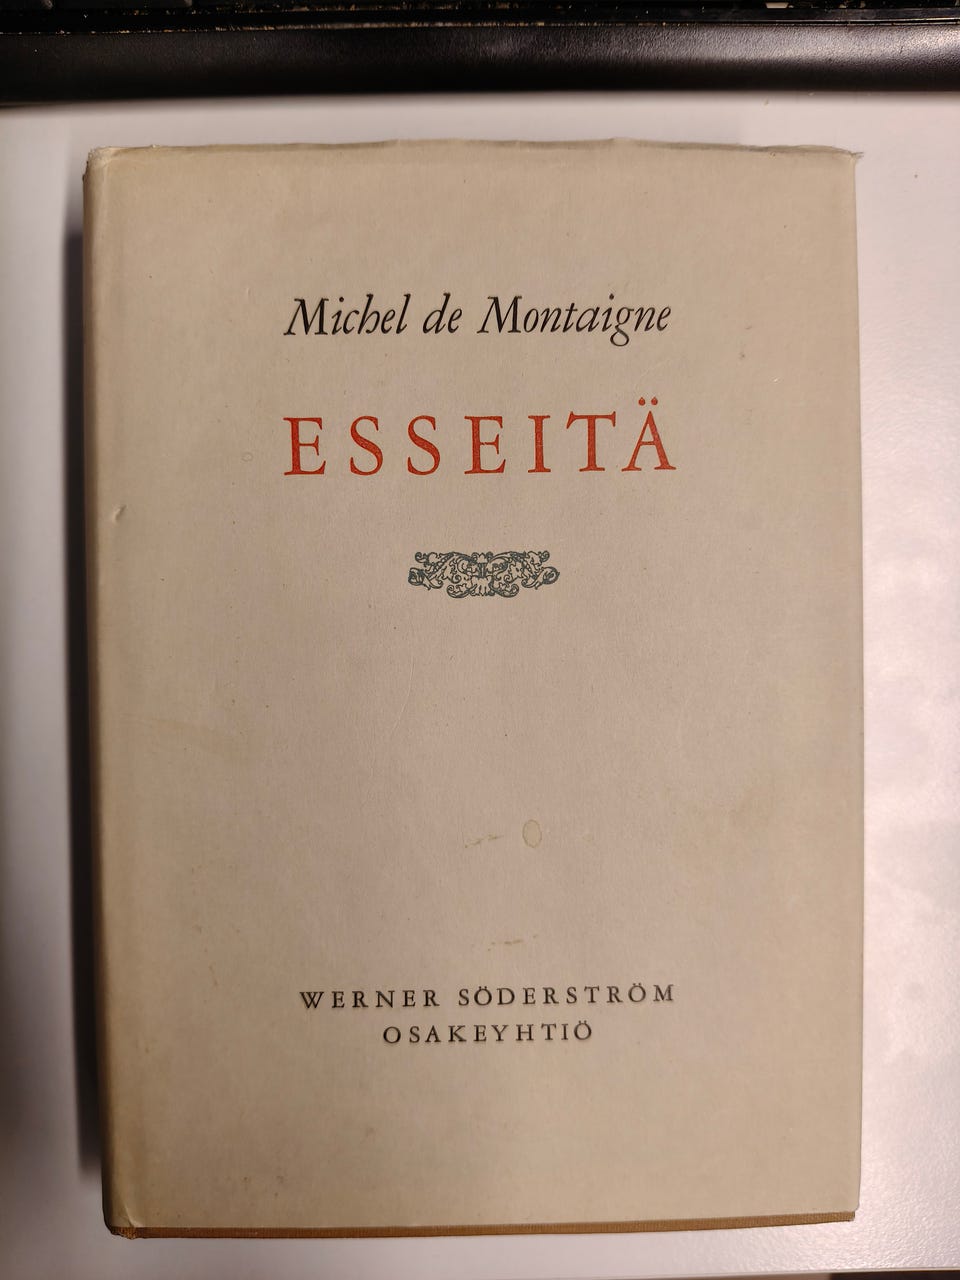 Michel de Montaigne
ESSEITÄ
WERNER SÖDERSTRÖM
OSAKEYHTIÖ